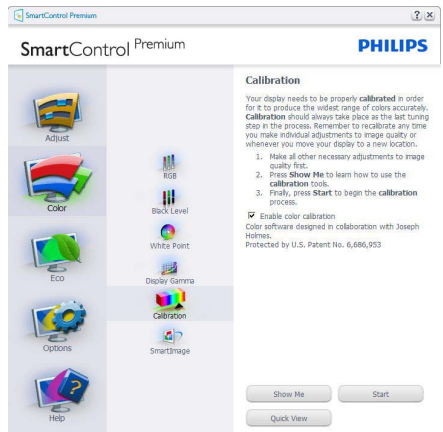 SmartControl Premium
SmartControl Premium
PHILIPS
Adjust
Color
Eco
Options
Help
RGB
Black Level
White Point
Display Gamma
Calibration
SmartImage
Calibration
Your display needs to be properly calibrated in order
for it to produce the widest range of colors accurately.
Calibration should always take place as the last tuning
step in the process. Remember to recalibrate any time
you make individual adjustments to image quality or
whenever you move your display to a new location.
1. Make all other necessary adjustments to image
quality first.
2. Press Show Me to learn how to use the
calibration tools.
3. Finally, press Start to begin the calibration
process.
Enable color calibration
Color software designed in collaboration with Joseph
Holmes.
Protected by U.S. Patent No. 6,686,953
Show Me
Start
Quick View